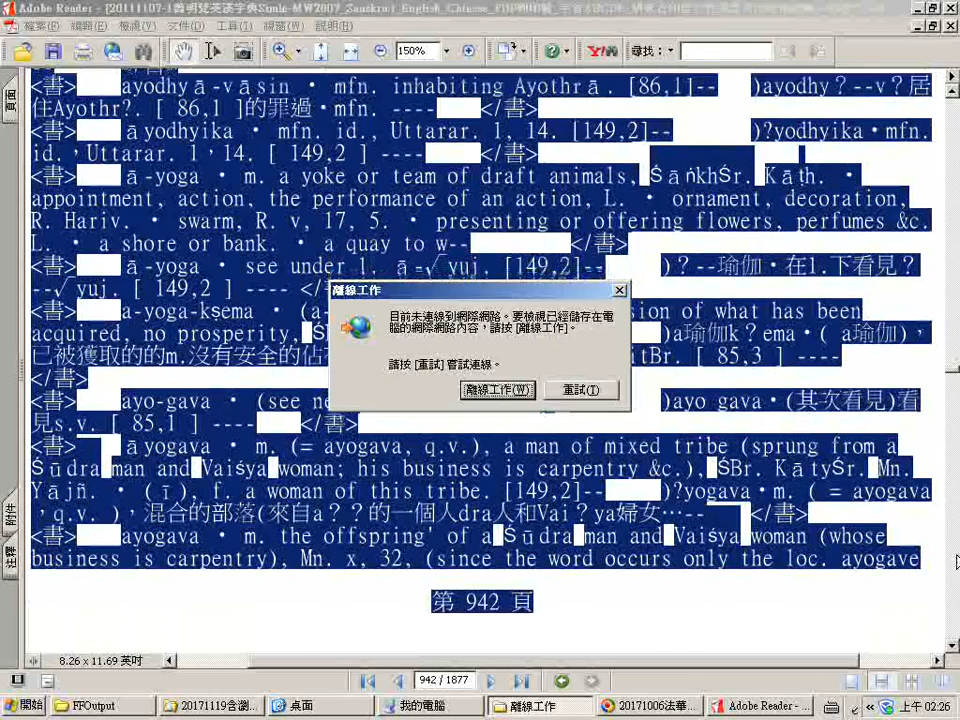 Adobe Reader - [20111107-1
檔案(F) 編輯(E) 檢視(V) 文件(D) 工具(T) 視窗(W) 說明(H)
150% 尋找：
頁面
附件
注釋
<書> ayodhyā-vāsin • mfn. inhabiting Ayothrā. [86,1]-- )ayodhy？--v？居
住Ayothr?. [ 86,1 ]的罪過•mfn. ---- </書>
<書> āyodhyika • mfn. id., Uttarar. 1, 14. [149,2]-- )?yodhyika•mfn.
id.，Uttarar. 1，14. [ 149,2 ] ---- </書>
<書> ā-yoga • m. a yoke or team of draft animals, ŚāṅkhŚr. Kāṭh. •
appointment, action, the performance of an action, L. • ornament, decoration,
R. Hariv. • swarm, R. v, 17, 5. • presenting or offering flowers, perfumes &c.
L. • a shore or bank. • a quay to w-- </書>
<書> ā-yoga • see under 1. ā-√ yuj. [149,2]-- )？--瑜伽•在1.下看見？
--√ yuj. [ 149,2 ] ---- </書>
<書> a-yoga-kṣema • (a- sion of what has been
acquired, no prosperity, )a瑜伽k？ema•( a瑜伽),
已被獲取的的m.沒有安全的佔 itBr. [ 85,3 ] ----
</書>
<書> ayo-gava • (see ne )ayo gava•(其次看見)看
見s.v. [ 85,1 ] ---- </書>
<書> āyogava • m. (= ayogava, q.v.), a man of mixed tribe (sprung from a
Śūdra man and Vaiśya woman; his business is carpentry &c.), ŚBr. KātyŚr. Mn.
Yājñ. • (ī), f. a woman of this tribe. [149,2]-- )?yogava•m. ( = ayogava
，q.v. )，混合的部落(來自a？？的一個人dra人和Vai？ya婦女…-- </書>
<書> ayogava • m. the offspring' of a Śūdra man and Vaiśya woman (whose
business is carpentry), Mn. x, 32, (since the word occurs only the loc. ayogave
第 942 頁
離線工作
目前未連線到網際網路。要檢視已經儲存在電
腦的網際網路內容，請按 [離線工作]。
請按 [重試] 嘗試連線。
離線工作(W) 重試(T)
8.26 x 11.69 英吋
942 / 1877
開始 FFOutput 20171119含瀏... 桌面 我的電腦 離線工作 20171006法華... Adobe Reader - ... 上午 02:26